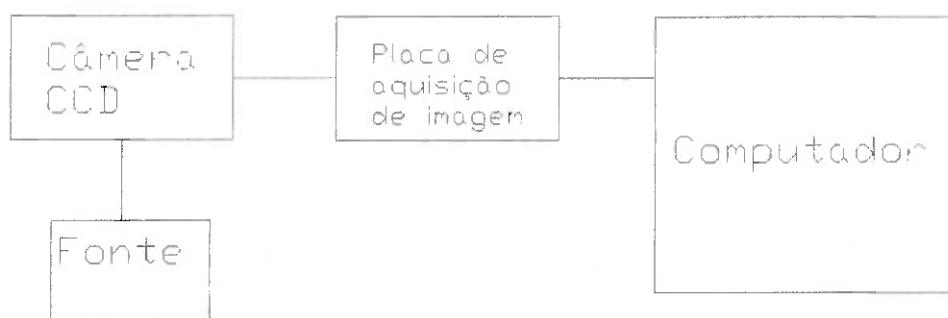 Câmera
CCD
Placa de
aquisição
de imagem
Computador
Fonte